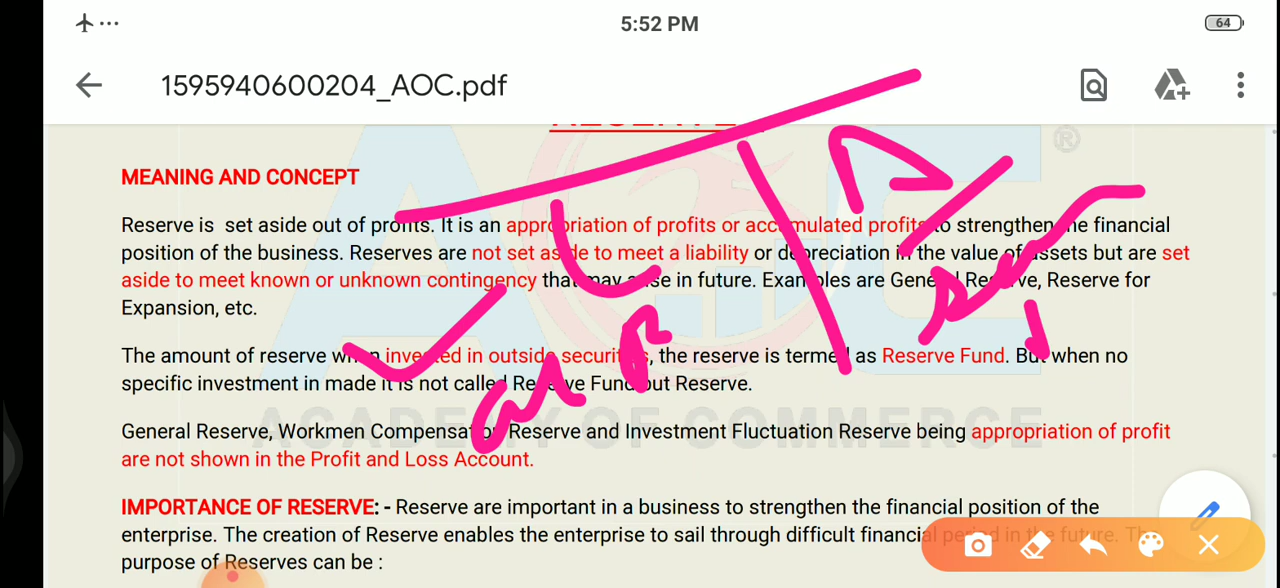 5:52 PM
64
1595940600204_AOC.pdf
MEANING AND CONCEPT
Reserve is set aside out of profits. It is an appropriation of profits or accumulated profits to strengthen the financial
position of the business. Reserves are not set aside to meet a liability or depreciation in the value of assets but are set
aside to meet known or unknown contingency that may arise in future. Examples are General Reserve, Reserve for
Expansion, etc.
The amount of reserve when invested in outside securities, the reserve is termed as Reserve Fund. But when no
specific investment in made it is not called Reserve Fund but Reserve.
General Reserve, Workmen Compensation Reserve and Investment Fluctuation Reserve being appropriation of profit
are not shown in the Profit and Loss Account.
ACADEMY OF COMMERCE
IMPORTANCE OF RESERVE: - Reserve are important in a business to strengthen the financial position of the
enterprise. The creation of Reserve enables the enterprise to sail through difficult financial period in the future. The
purpose of Reserves can be :